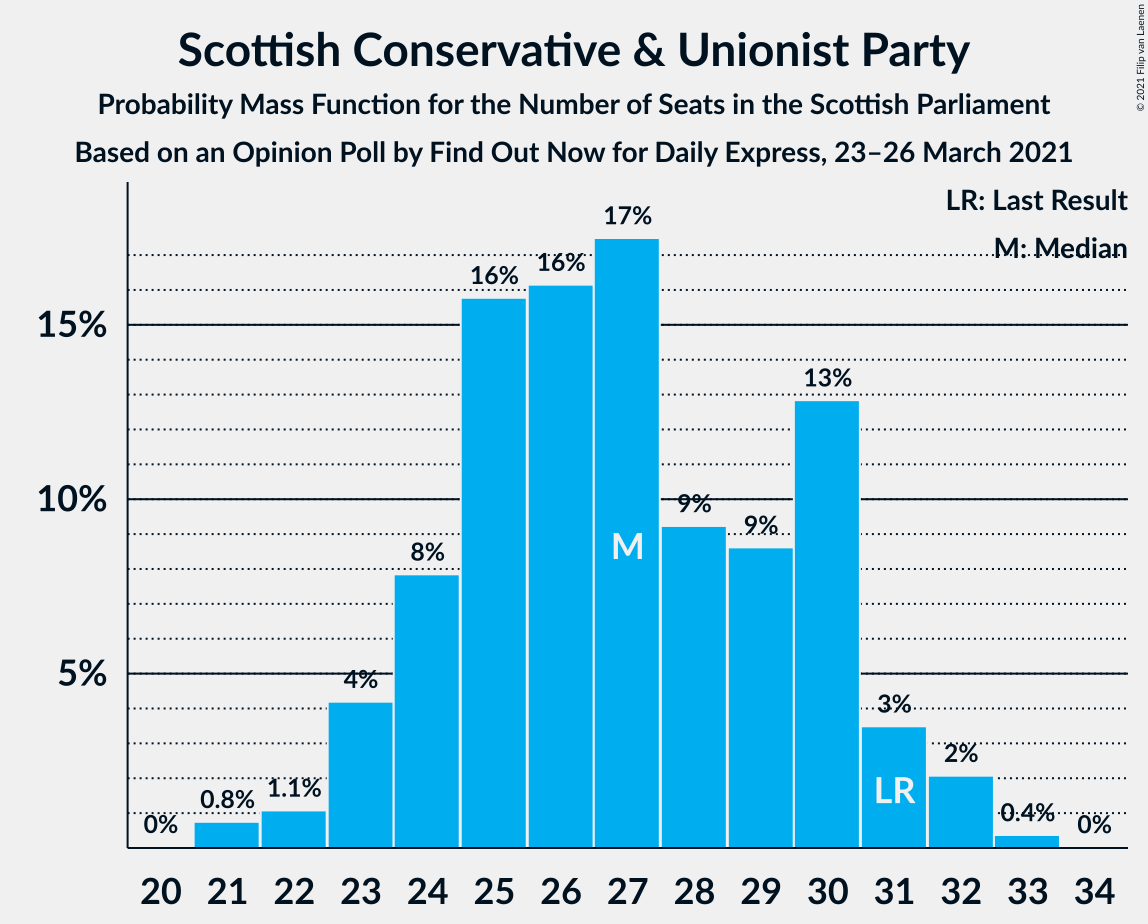 Scottish Conservative & Unionist Party
Probability Mass Function for the Number of Seats in the Scottish Parliament
Based on an Opinion Poll by Find Out Now for Daily Express, 23–26 March 2021
© 2021 Filip van Laenen
LR: Last Result
M: Median
15%
10%
5%
0%
0.8%
1.1%
4%
8%
16%
16%
17%
9%
9%
13%
3%
2%
0.4%
0%
M
LR
20 21 22 23 24 25 26 27 28 29 30 31 32 33 34